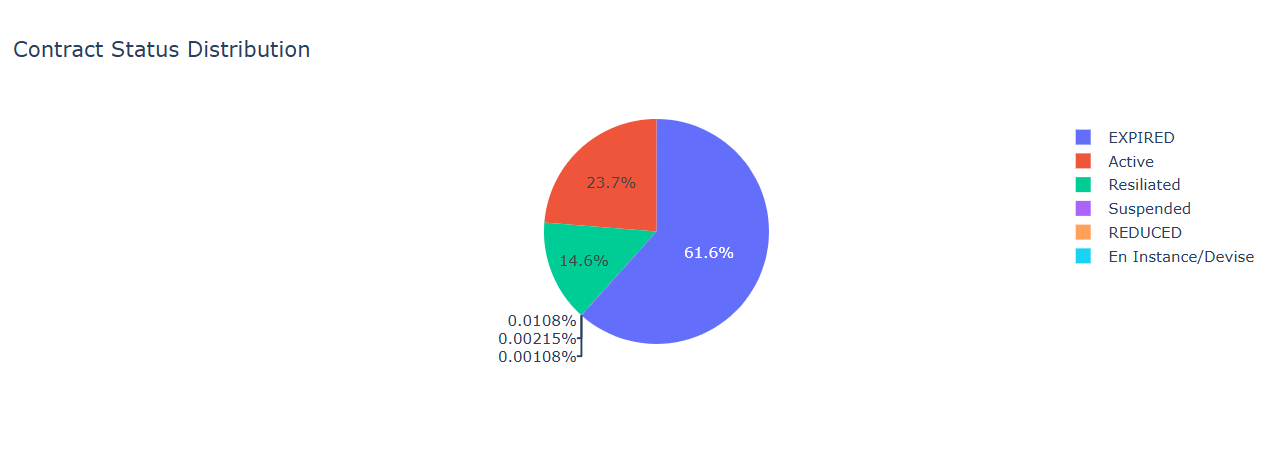 Contract Status Distribution
23.7%
14.6%
61.6%
0.0108%
0.00215%
0.00108%
EXPIRED
Active
Resiliated
Suspended
REDUCED
En Instance/Devise